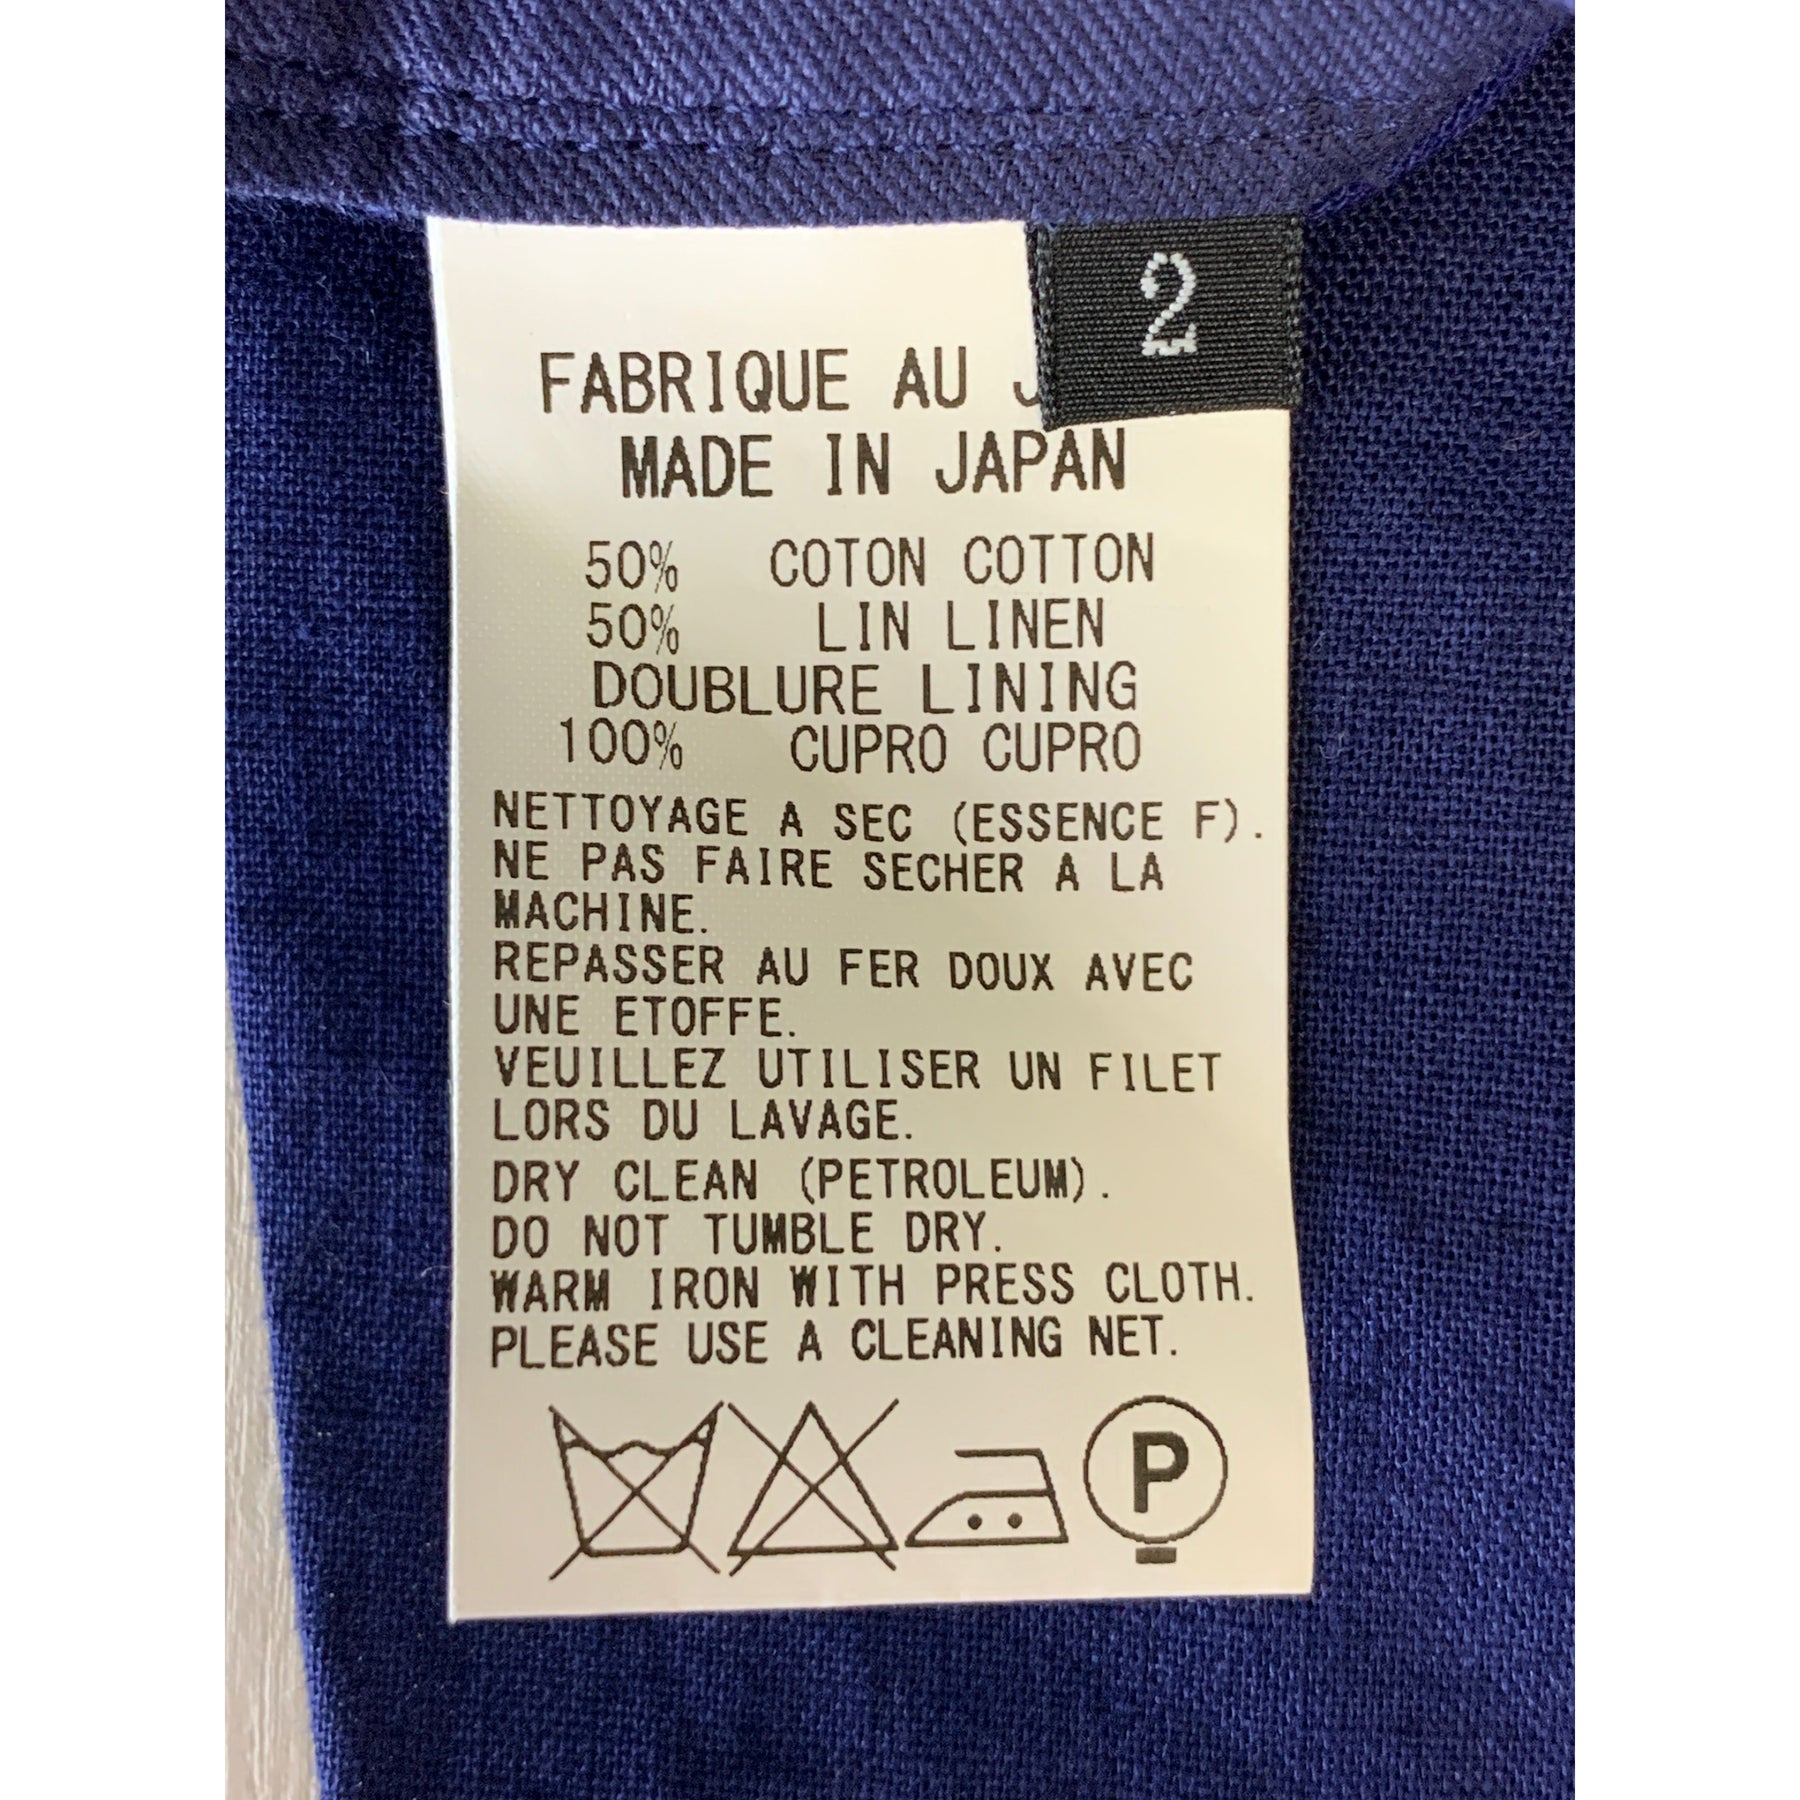 2
FABRIQUE AU
MADE IN JAPAN
50% COTON COTTON
50% LIN LINEN
DOUBLURE LINING
100% CUPRO CUPRO
NETTOYAGE A SEC (ESSENCE F).
NE PAS FAIRE SECHER A LA
MACHINE.
REPASSER AU FER DOUX AVEC
UNE ETOFFE.
VEUILLEZ UTILISER UN FILET
LORS DU LAVAGE.
DRY CLEAN (PETROLEUM).
DO NOT TUMBLE DRY.
WARM IRON WITH PRESS CLOTH.
PLEASE USE A CLEANING NET.
P